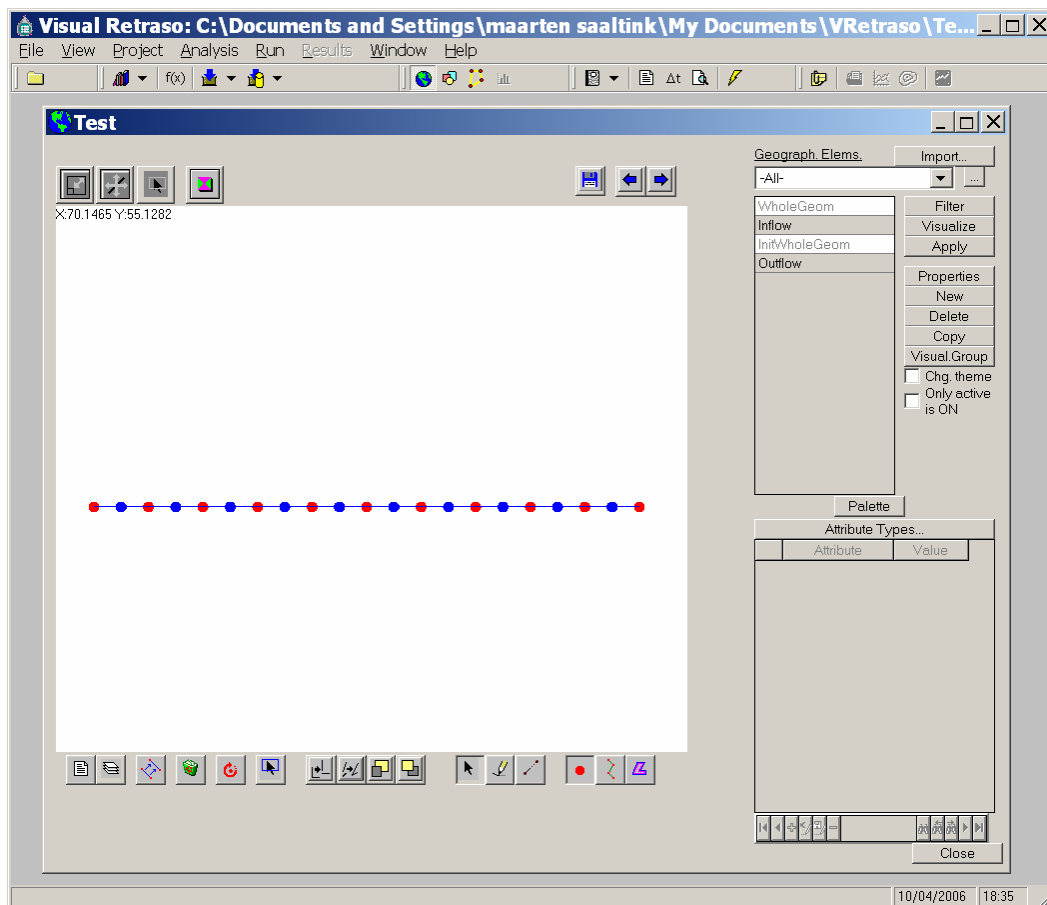 Visual Retraso: C:\Documents and Settings\maarten saaltink\My Documents\VRetraso\Te...
File View Project Analysis Run Results Window Help
f(x) Δt
Test
Geograph. Elems. Import...
-All- ...
X:70.1465 Y:55.1282
WholeGeom
Inflow
InitWholeGeom
Outflow
Filter
Visualize
Apply
Properties
New
Delete
Copy
Visual.Group
Chg. theme
Only active
is ON
Palette
Attribute Types...
Attribute Value
Close
10/04/2006 18:35